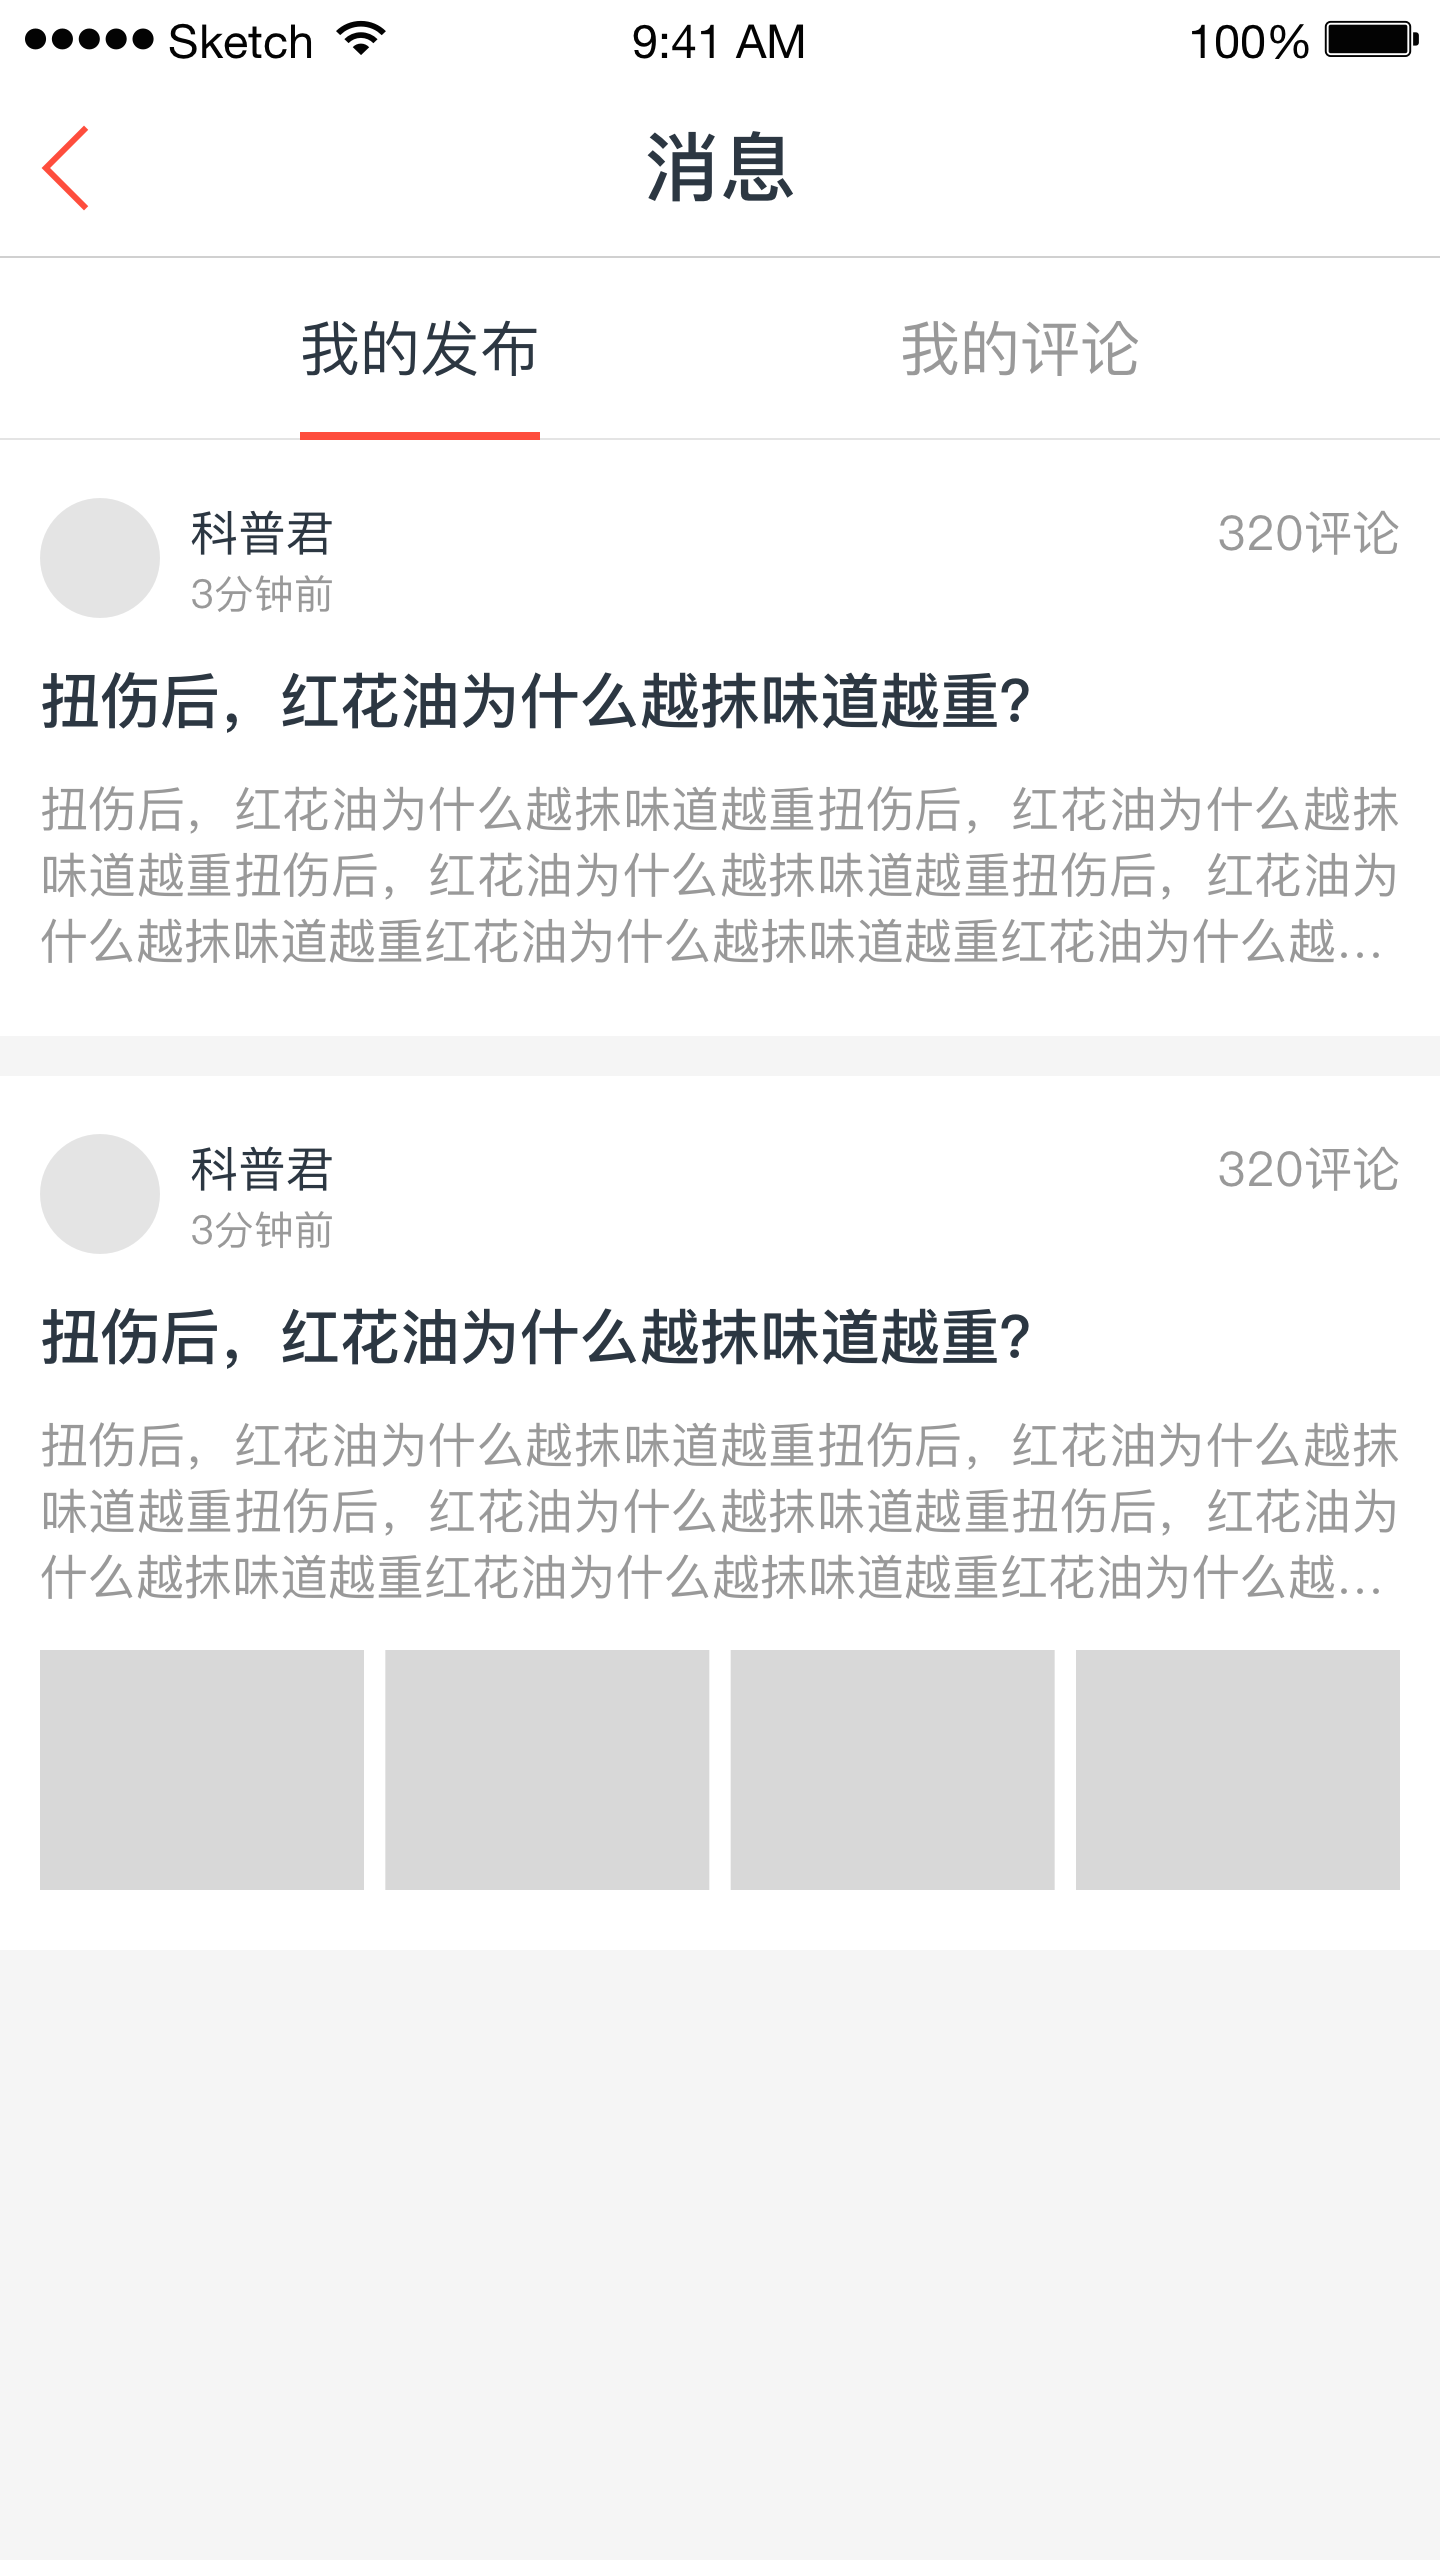 Sketch 9:41 AM 100%
消息
我的发布 我的评论
科普君 320评论
3分钟前
扭伤后，红花油为什么越抹味道越重?
扭伤后，红花油为什么越抹味道越重扭伤后，红花油为什么越抹
味道越重扭伤后，红花油为什么越抹味道越重扭伤后，红花油为
什么越抹味道越重红花油为什么越抹味道越重红花油为什么越…
科普君 320评论
3分钟前
扭伤后，红花油为什么越抹味道越重?
扭伤后，红花油为什么越抹味道越重扭伤后，红花油为什么越抹
味道越重扭伤后，红花油为什么越抹味道越重扭伤后，红花油为
什么越抹味道越重红花油为什么越抹味道越重红花油为什么越…